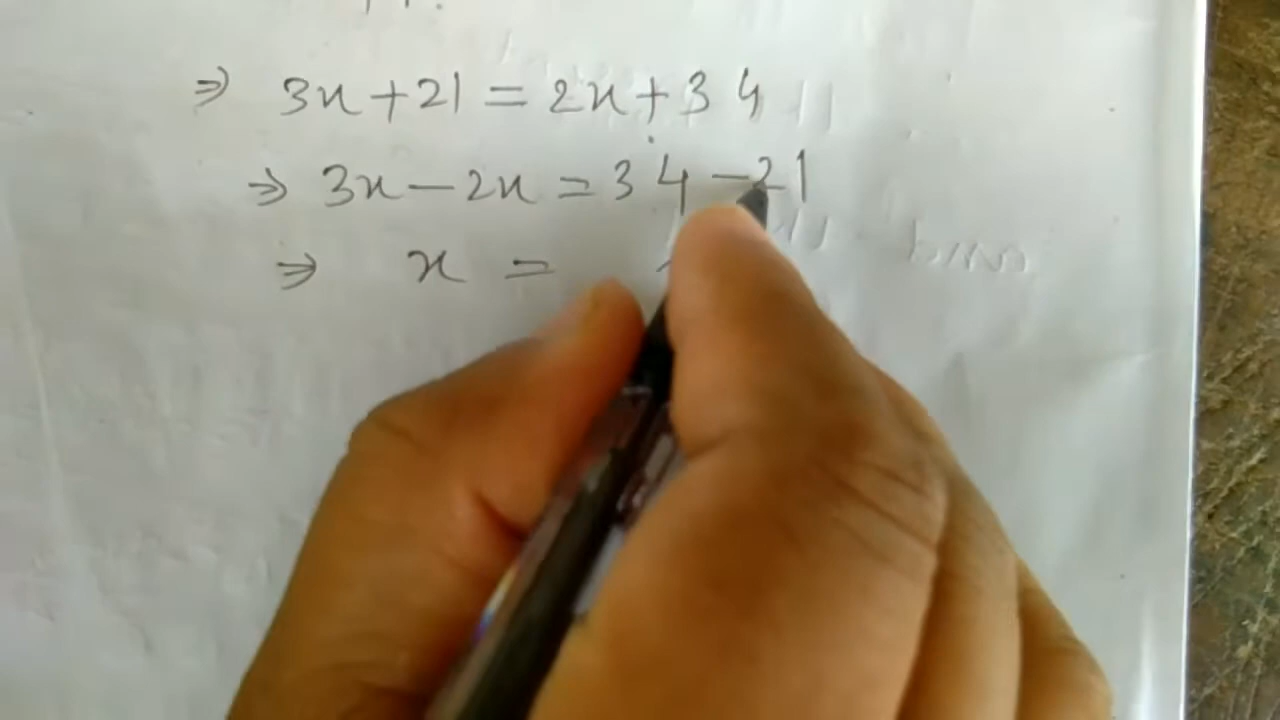 ⇒ 3x+21=2x+34
⇒ 3x-2x=34-21
⇒ x =